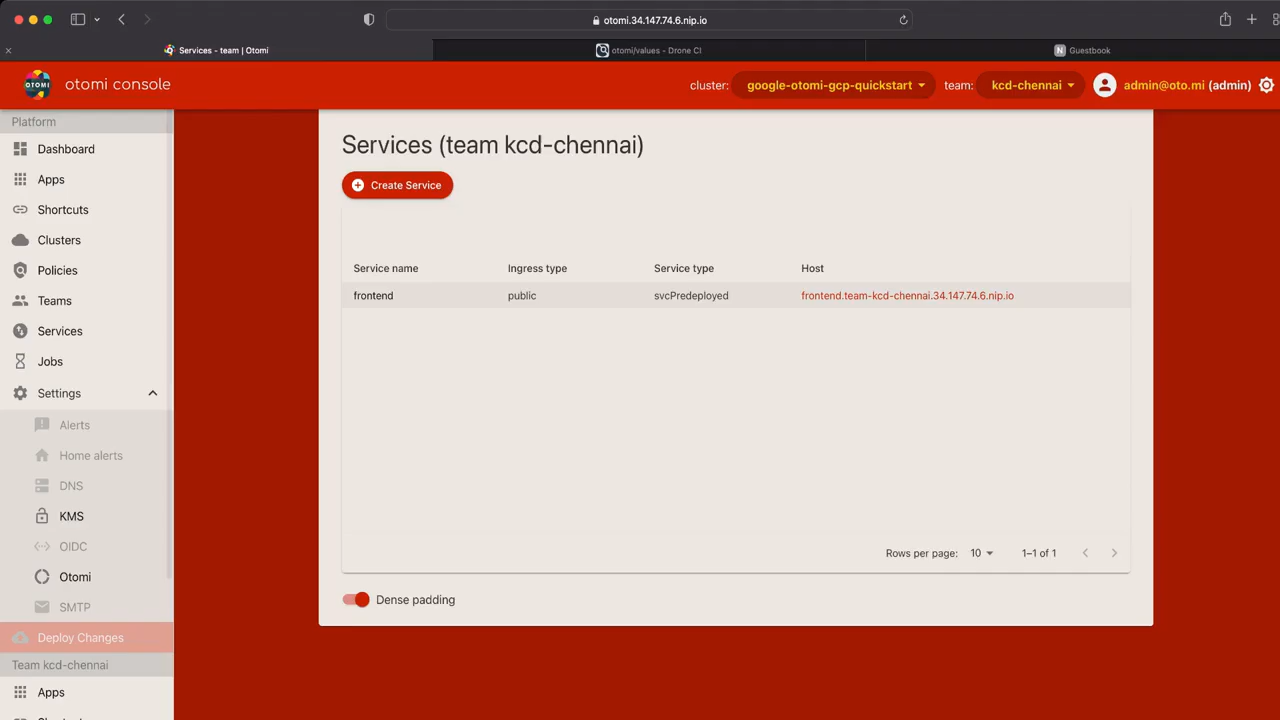 otomi.34.147.74.6.nip.io
Services - team | Otomi
otomi/values - Drone CI
N Guestbook
OTOMI otomi console
cluster: google-otomi-gcp-quickstart team: kcd-chennai admin@oto.mi (admin)
Platform
Dashboard
Apps
Shortcuts
Clusters
Policies
Teams
Services
Jobs
Settings
Alerts
Home alerts
DNS
KMS
OIDC
Otomi
SMTP
Deploy Changes
Team kcd-chennai
Apps
Services (team kcd-chennai)
Create Service
Service name Ingress type Service type Host
frontend public svcPredeployed frontend.team-kcd-chennai.34.147.74.6.nip.io
Rows per page: 10 1–1 of 1
Dense padding